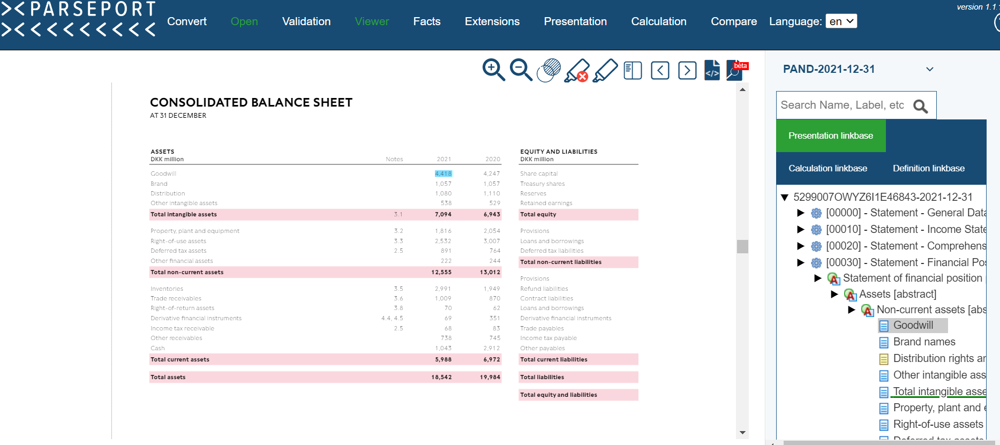 PARSEPORT
Convert Open Validation Viewer Facts Extensions Presentation Calculation Compare Language: en
version 1.1.
bèta
CONSOLIDATED BALANCE SHEET
AT 31 DECEMBER
ASSETS
DKK million Notes 2021 2020
Goodwill 4,418 4,247
Brand 1,057 1,057
Distribution 1,080 1,110
Other intangible assets 538 529
Total intangible assets 3.1 7,094 6,943
Property, plant and equipment 3.2 1,816 2,054
Right-of-use assets 3.3 2,532 3,007
Deferred tax assets 2.5 891 764
Other financial assets 222 244
Total non-current assets 12,555 13,012
Inventories 3.5 2,991 1,949
Trade receivables 3.6 1,009 870
Right-of-return assets 3.8 70 62
Derivative financial instruments 4.4, 4.5 69 351
Income tax receivable 2.5 68 83
Other receivables 738 745
Cash 1,043 2,912
Total current assets 5,988 6,972
Total assets 18,542 19,984
EQUITY AND LIABILITIES
DKK million
Share capital
Treasury shares
Reserves
Retained earnings
Total equity
Provisions
Loans and borrowings
Deferred tax liabilities
Total non-current liabilities
Provisions
Refund liabilities
Contract liabilities
Loans and borrowings
Derivative financial instruments
Trade payables
Income tax payable
Other payables
Total current liabilities
Total liabilities
Total equity and liabilities
PAND-2021-12-31
Search Name, Label, etc
Presentation linkbase
Calculation linkbase Definition linkbase
5299007OWYZ6I1E46843-2021-12-31
[00000] - Statement - General Data
[00010] - Statement - Income State
[00020] - Statement - Comprehens
[00030] - Statement - Financial Pos
Statement of financial position
Assets [abstract]
Non-current assets [abs
Goodwill
Brand names
Distribution rights an
Other intangible ass
Total intangible asse
Property, plant and e
Right-of-use assets
Deferred tax assets